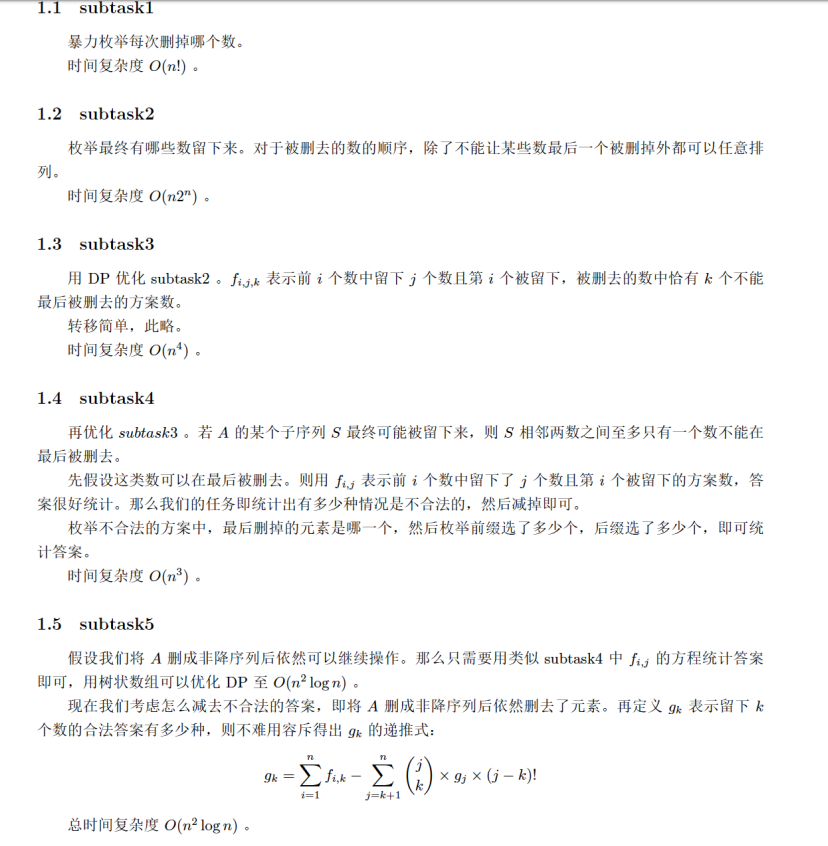 1.1 subtask1
暴力枚举每次删掉哪个数。
时间复杂度 O(n!) 。
1.2 subtask2
枚举最终有哪些数留下来。对于被删去的数的顺序，除了不能让某些数最后一个被删掉外都可以任意排
列。
时间复杂度 O(n2^n) 。
1.3 subtask3
用 DP 优化 subtask2 。f_{i,j,k} 表示前 i 个数中留下 j 个数且第 i 个被留下，被删去的数中恰有 k 个不能
最后被删去的方案数。
转移简单，此略。
时间复杂度 O(n^4) 。
1.4 subtask4
再优化 subtask3 。若 A 的某个子序列 S 最终可能被留下来，则 S 相邻两数之间至多只有一个数不能在
最后被删去。
先假设这类数可以在最后被删去。则用 f_{i,j} 表示前 i 个数中留下了 j 个数且第 i 个被留下的方案数，答
案很好统计。那么我们的任务即统计出有多少种情况是不合法的，然后减掉即可。
枚举不合法的方案中，最后删掉的元素是哪一个，然后枚举前缀选了多少个，后缀选了多少个，即可统
计答案。
时间复杂度 O(n^3) 。
1.5 subtask5
假设我们将 A 删成非降序列后依然可以继续操作。那么只需要用类似 subtask4 中 f_{i,j} 的方程统计答案
即可，用树状数组可以优化 DP 至 O(n^2 log n) 。
现在我们考虑怎么减去不合法的答案，即将 A 删成非降序列后依然删去了元素。再定义 g_k 表示留下 k
个数的合法答案有多少种，则不难用容斥得出 g_k 的递推式：
g_k = \sum_{i=1}^{n} f_{i,k} - \sum_{j=k+1}^{n} \binom{j}{k} × g_j × (j − k)!
总时间复杂度 O(n^2 log n) 。